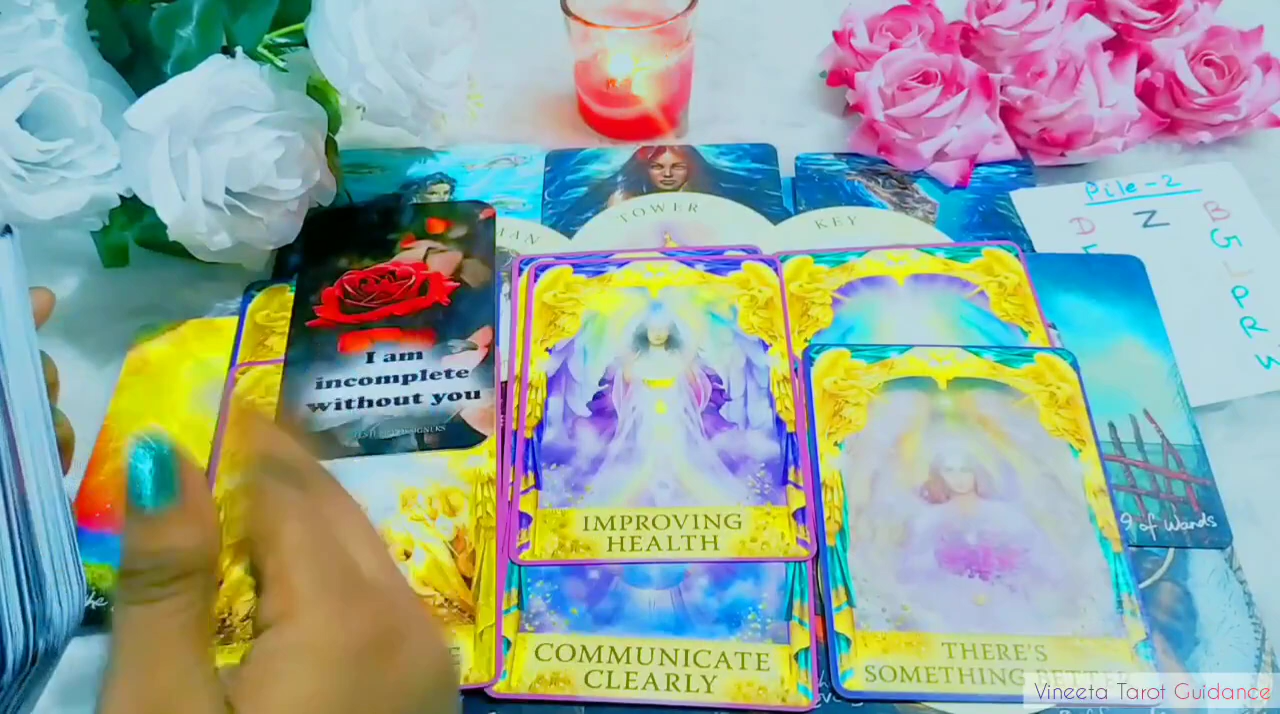 Pile-2
D Z B
G
P
R
TOWER
KEY
I am
incomplete
without you
9 of Wands
IMPROVING
HEALTH
COMMUNICATE
CLEARLY
THERE'S
SOMETHING BETTER
Vineeta Tarot Guidance